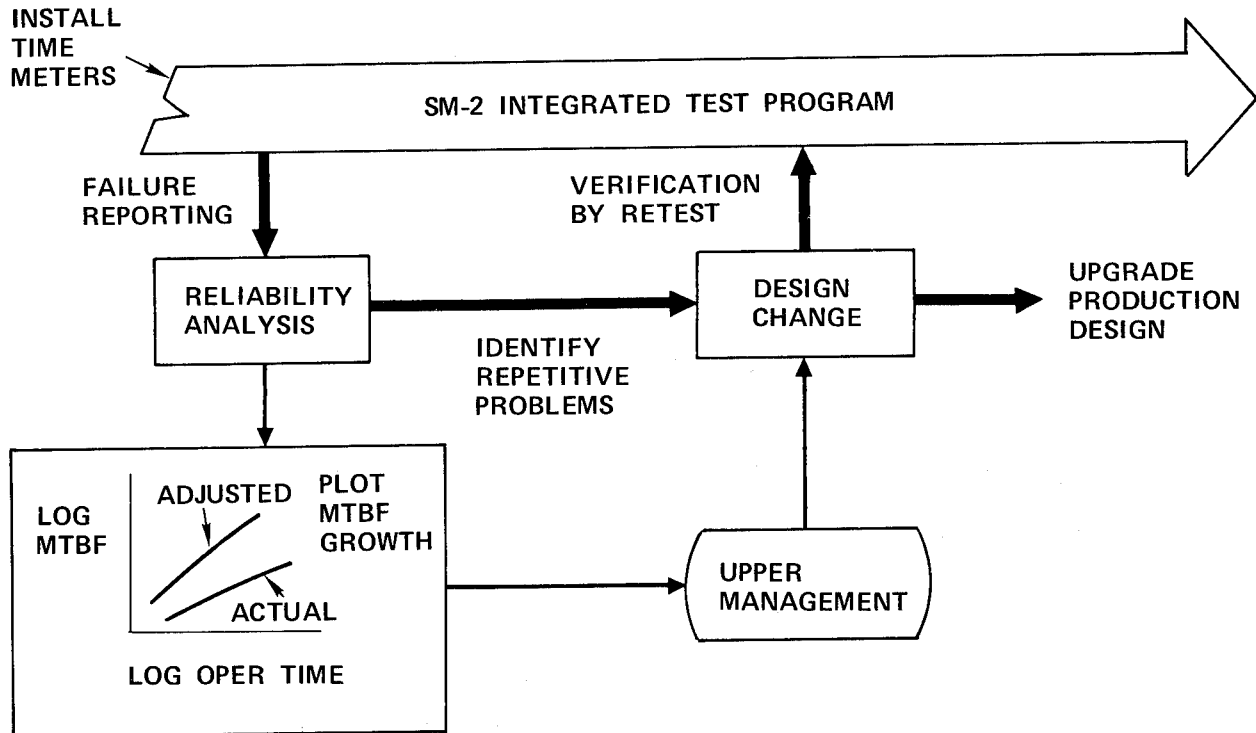 INSTALL
TIME
METERS
SM-2 INTEGRATED TEST PROGRAM
FAILURE
REPORTING
VERIFICATION
BY RETEST
RELIABILITY
ANALYSIS
DESIGN
CHANGE
UPGRADE
PRODUCTION
DESIGN
IDENTIFY
REPETITIVE
PROBLEMS
LOG
MTBF
ADJUSTED
PLOT
MTBF
GROWTH
ACTUAL
LOG OPER TIME
UPPER
MANAGEMENT